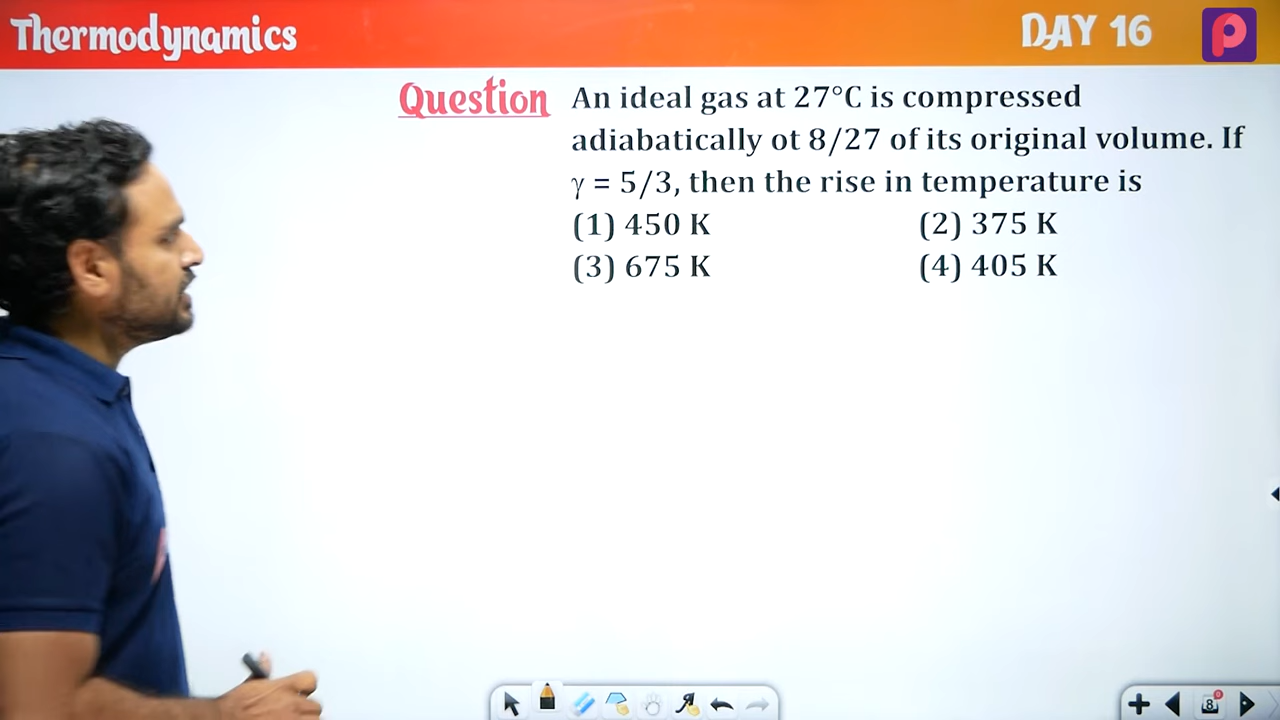 Thermodynamics
DAY 16
Question An ideal gas at 27°C is compressed
adiabatically ot 8/27 of its original volume. If
γ = 5/3, then the rise in temperature is
(1) 450 K (2) 375 K
(3) 675 K (4) 405 K
8